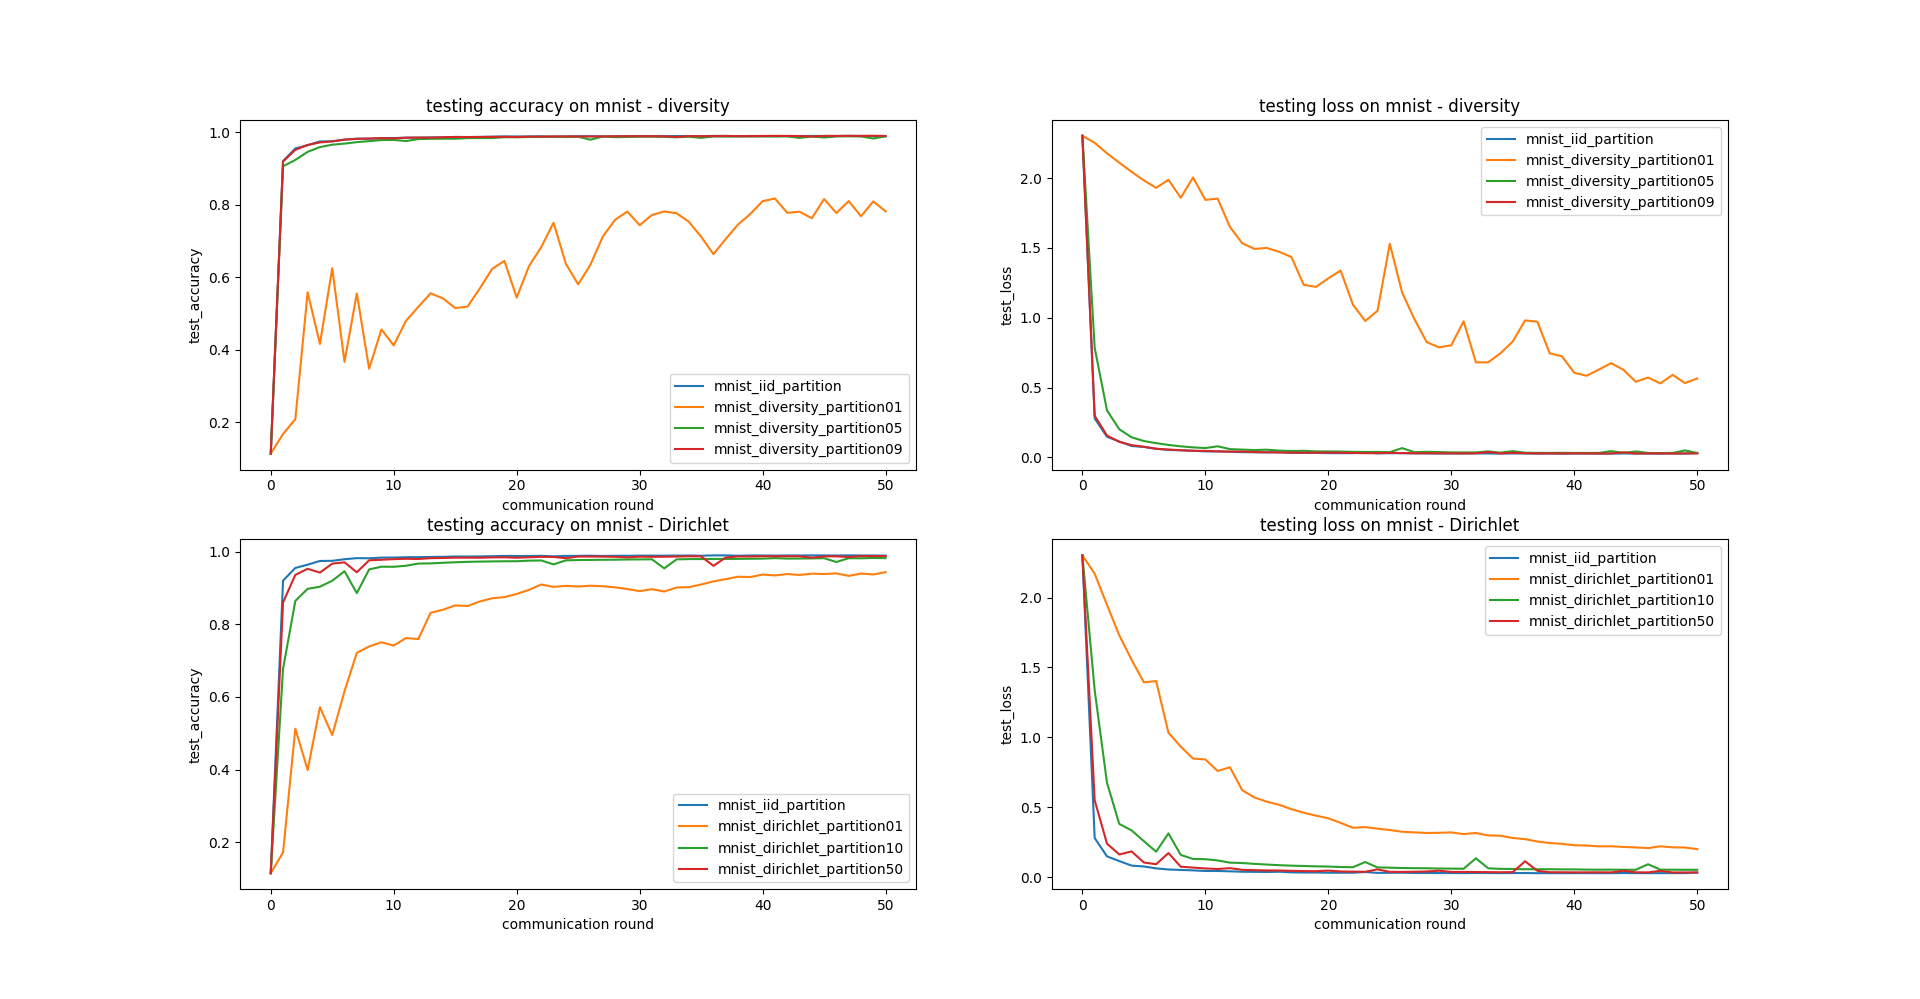 testing accuracy on mnist - diversity
test_accuracy
1.0
0.8
0.6
0.4
0.2
0 10 20 30 40 50
communication round
mnist_iid_partition
mnist_diversity_partition01
mnist_diversity_partition05
mnist_diversity_partition09
testing loss on mnist - diversity
test_loss
2.0
1.5
1.0
0.5
0.0
0 10 20 30 40 50
communication round
mnist_iid_partition
mnist_diversity_partition01
mnist_diversity_partition05
mnist_diversity_partition09
testing accuracy on mnist - Dirichlet
test_accuracy
1.0
0.8
0.6
0.4
0.2
0 10 20 30 40 50
communication round
mnist_iid_partition
mnist_dirichlet_partition01
mnist_dirichlet_partition10
mnist_dirichlet_partition50
testing loss on mnist - Dirichlet
test_loss
2.0
1.5
1.0
0.5
0.0
0 10 20 30 40 50
communication round
mnist_iid_partition
mnist_dirichlet_partition01
mnist_dirichlet_partition10
mnist_dirichlet_partition50